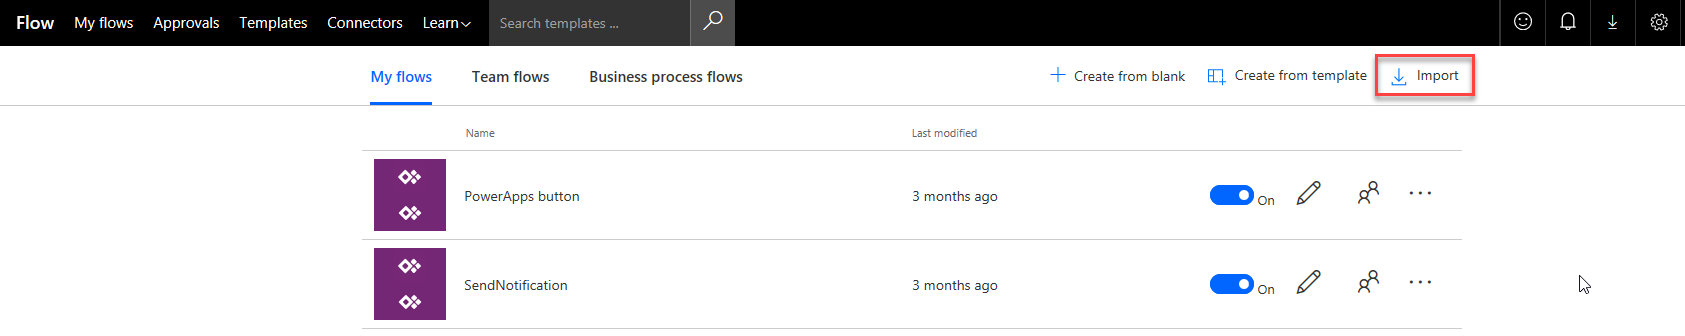 Flow My flows Approvals Templates Connectors Learn Search templates ...
My flows Team flows Business process flows Create from blank Create from template Import
Name Last modified
PowerApps button 3 months ago On
SendNotification 3 months ago On